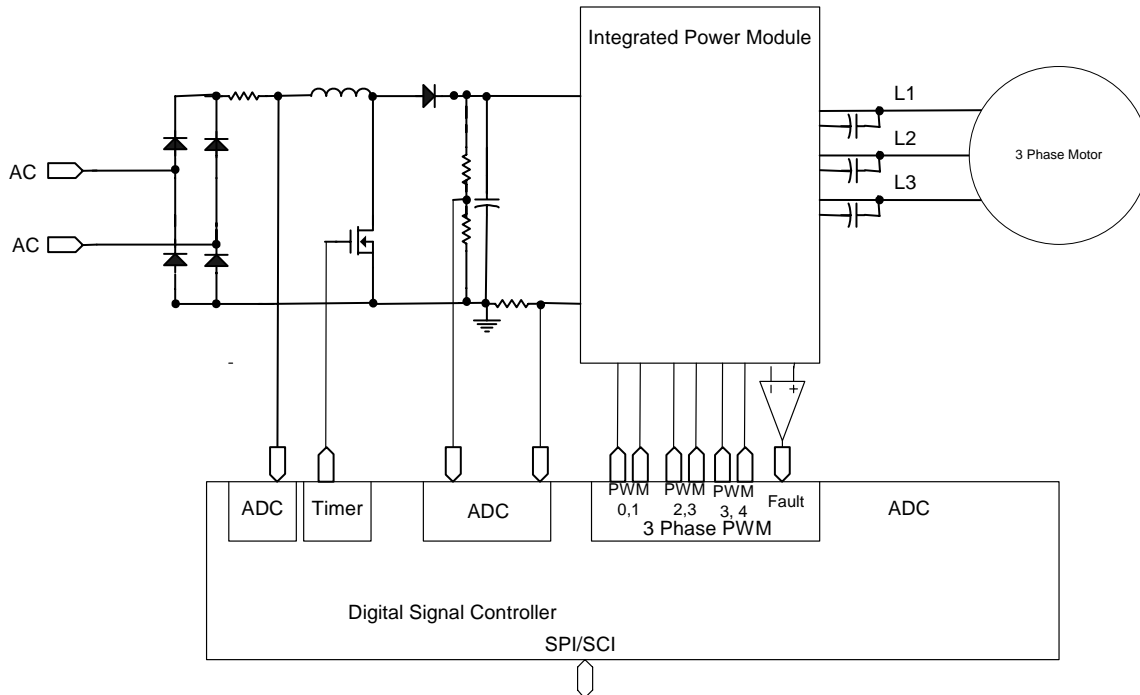 Integrated Power Module
L1
AC
L2
3 Phase Motor
L3
AC
I
+
PWM
0,1
PWM
2,3
PWM
3, 4
Fault
ADC
Timer
ADC
3 Phase PWM
ADC
Digital Signal Controller
SPI/SCI